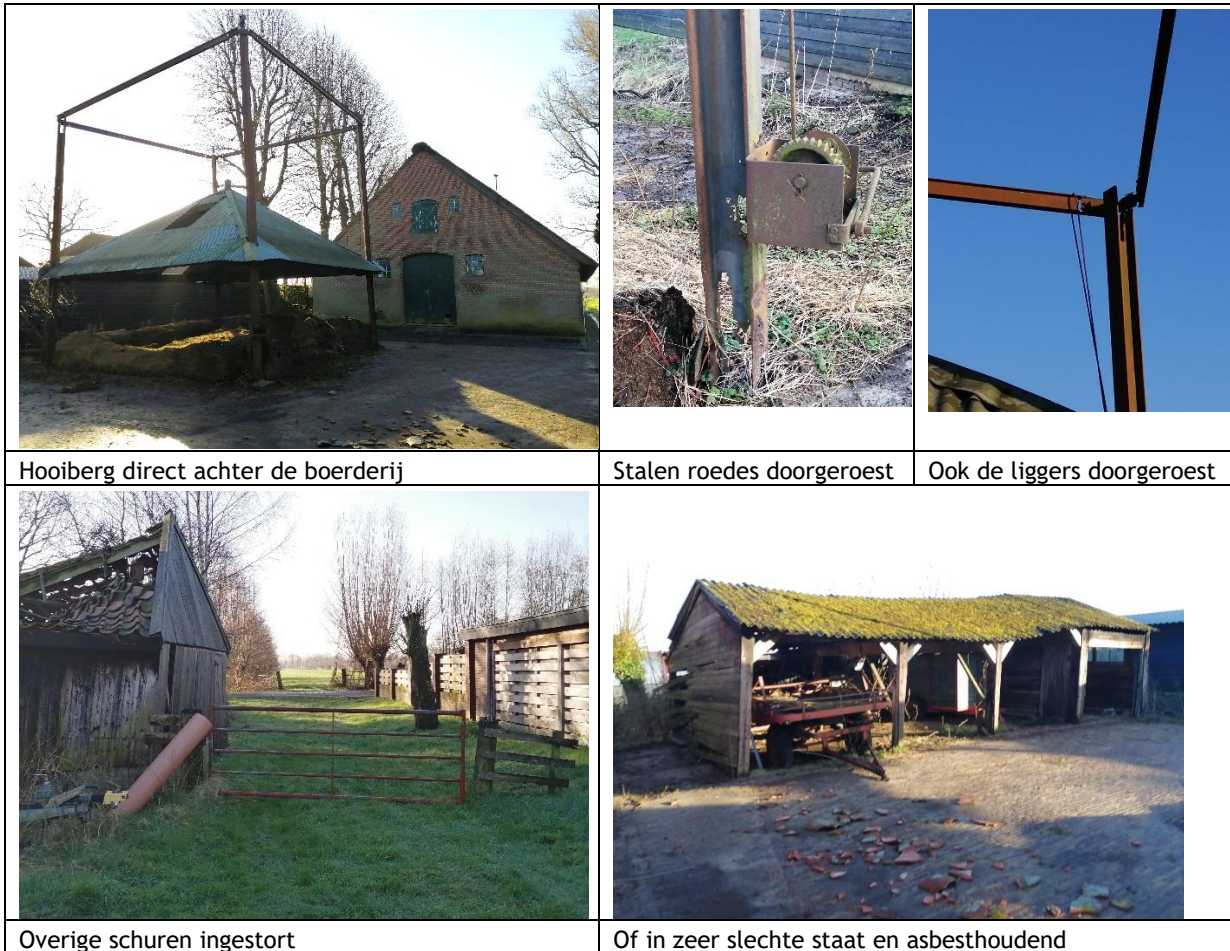 Hooiberg direct achter de boerderij
Stalen roedes doorgeroest
Ook de liggers doorgeroest
Overige schuren ingestort
Of in zeer slechte staat en asbesthoudend